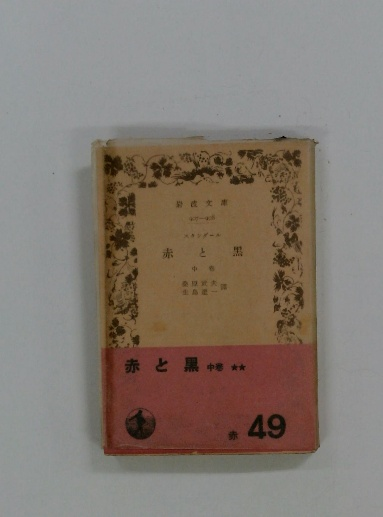 岩波文庫
スタンダール
赤と黒
中巻
桑原武夫
生島遼一
譯
赤と黒 中巻 ★★
赤 49